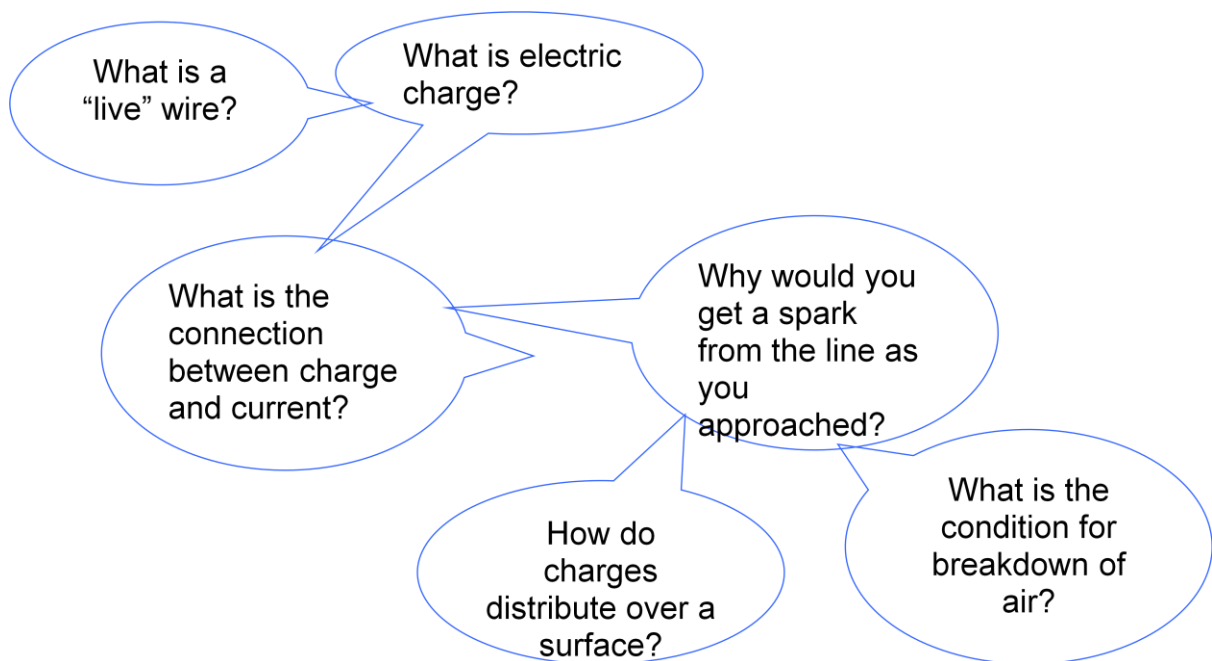 What is a
“live” wire?
What is electric
charge?
What is the
connection
between charge
and current?
Why would you
get a spark
from the line as
you
approached?
How do
charges
distribute over a
surface?
What is the
condition for
breakdown of
air?